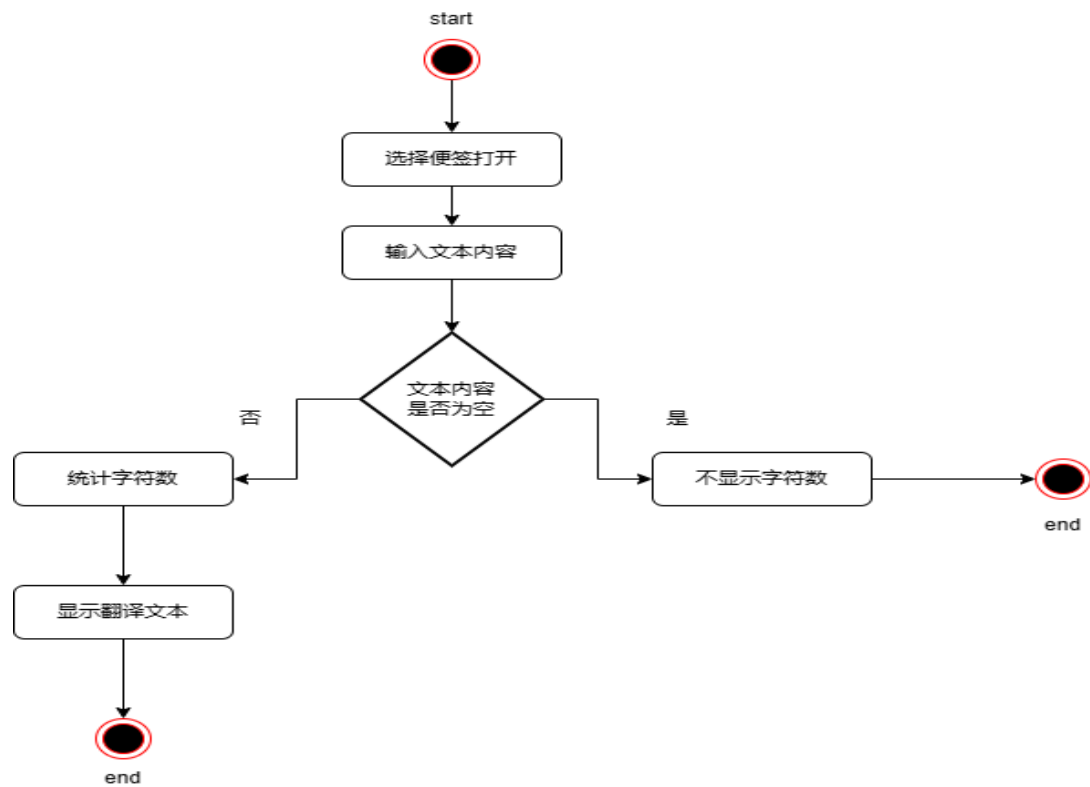 start
选择便签打开
输入文本内容
文本内容
是否为空
否
是
统计字符数
不显示字符数
end
显示翻译文本
end